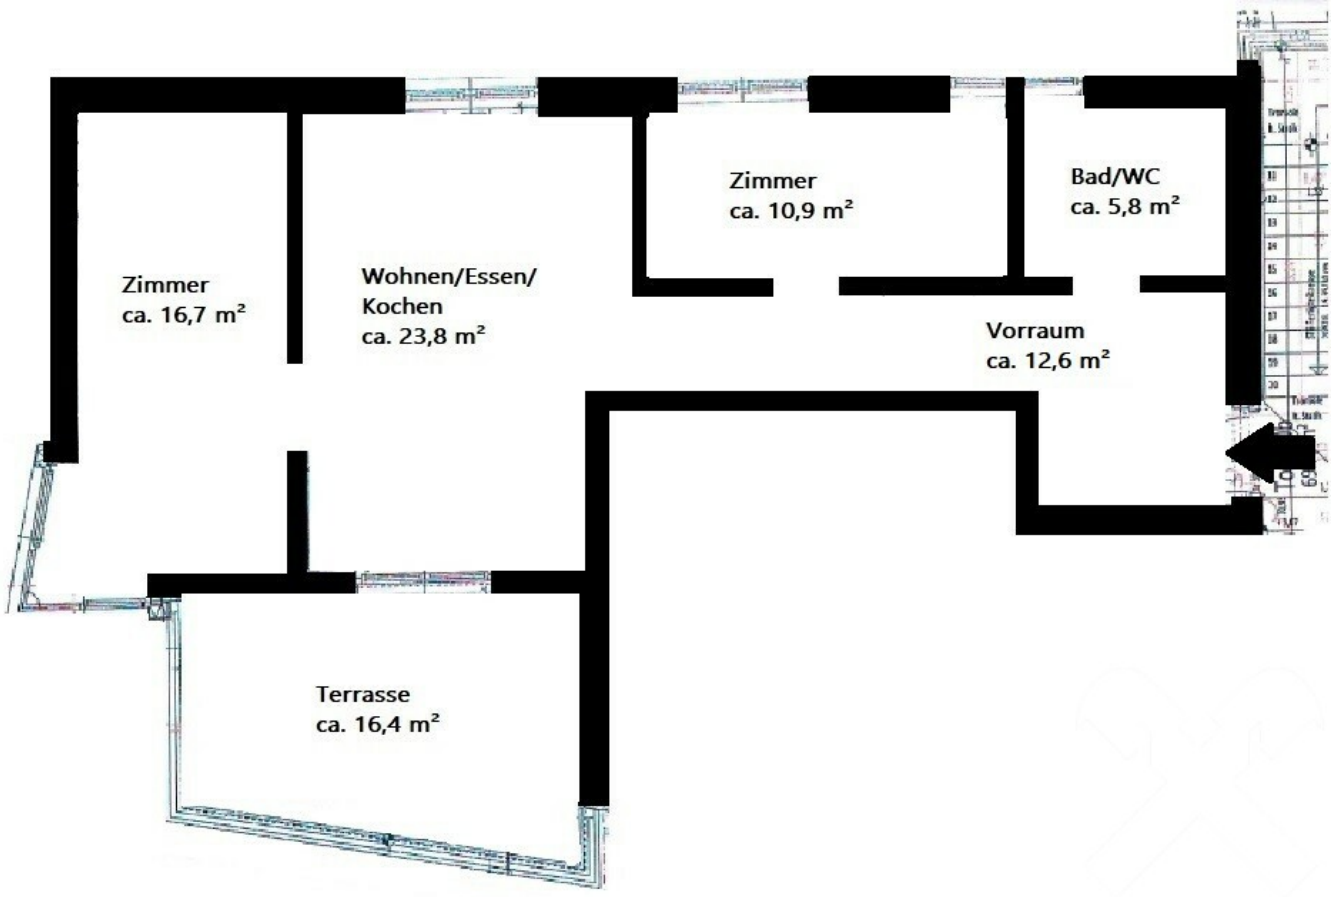 Zimmer
ca. 16,7 m²
Wohnen/Essen/
Kochen
ca. 23,8 m²
Zimmer
ca. 10,9 m²
Bad/WC
ca. 5,8 m²
Vorraum
ca. 12,6 m²
Terrasse
ca. 16,4 m²